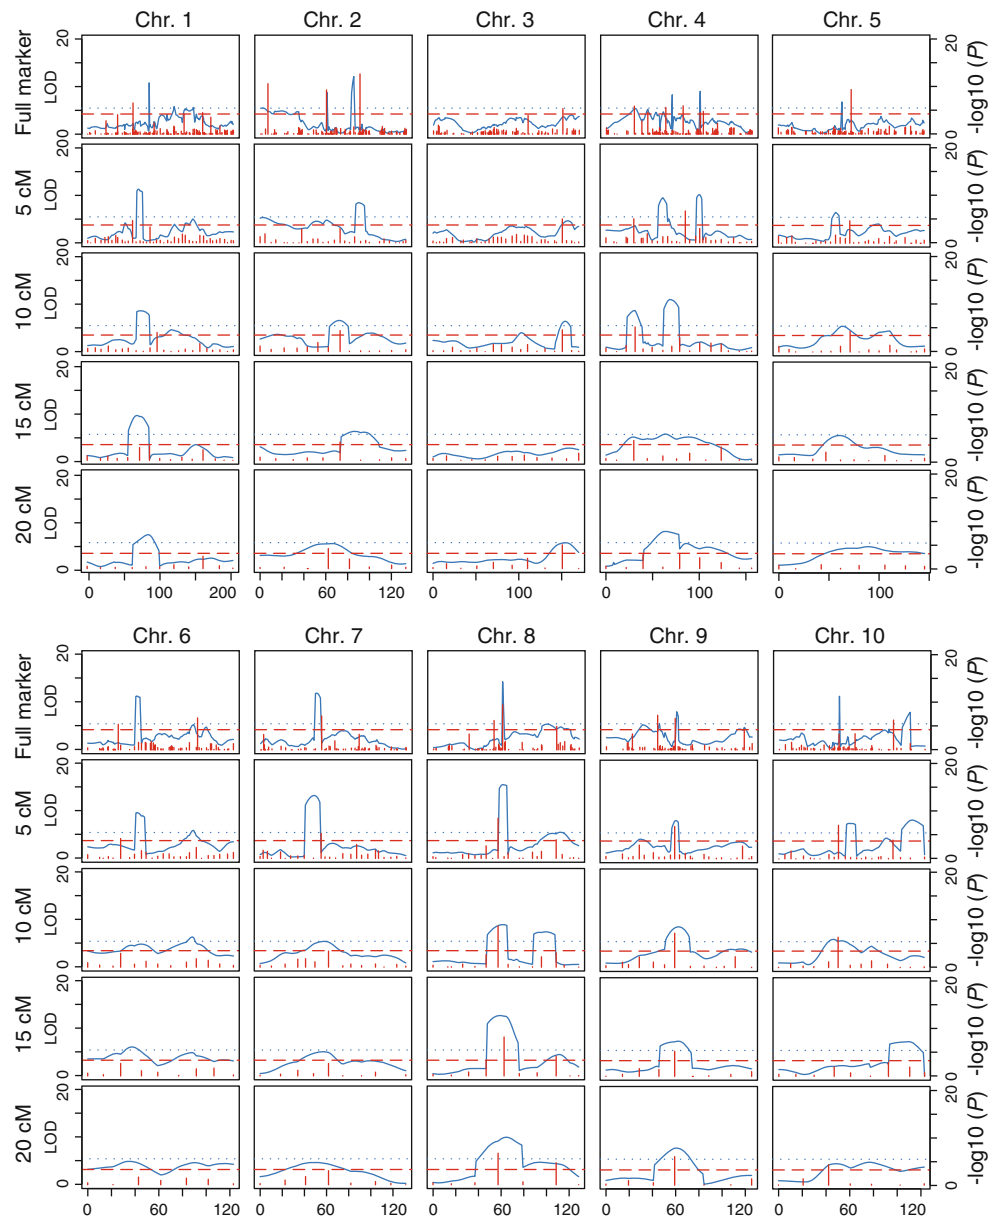 Chr. 1 Chr. 2 Chr. 3 Chr. 4 Chr. 5
Full marker LOD 0 20 0 20 -log10 (P)
5 cM LOD 0 20 0 20 -log10 (P)
10 cM LOD 0 20 0 20 -log10 (P)
15 cM LOD 0 20 0 20 -log10 (P)
20 cM LOD 0 20 0 200 -log10 (P)
0 100 200 0 60 120 0 100 0 100 0 100
Chr. 6 Chr. 7 Chr. 8 Chr. 9 Chr. 10
Full marker LOD 0 20 0 20 -log10 (P)
5 cM LOD 0 20 0 20 -log10 (P)
10 cM LOD 0 20 0 20 -log10 (P)
15 cM LOD 0 20 0 20 -log10 (P)
20 cM LOD 0 20 0 20 -log10 (P)
0 60 120 0 60 120 0 60 120 0 60 120 0 60 120